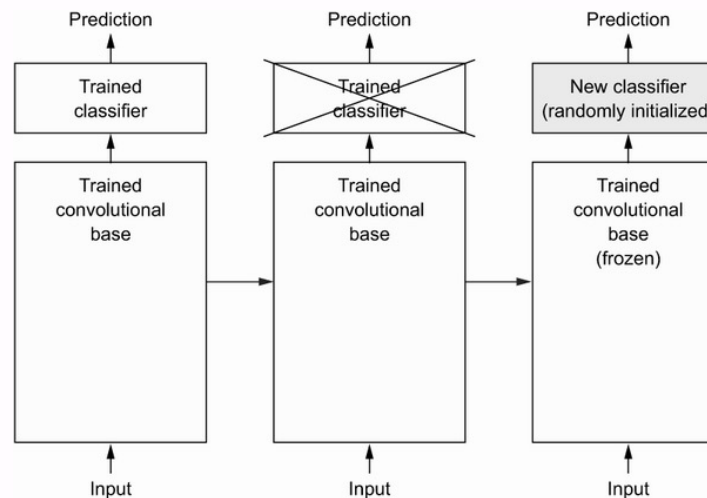 Prediction
Trained
classifier
Trained
convolutional
base
Input
Prediction
Trained
classifier
Trained
convolutional
base
Input
Prediction
New classifier
(randomly initialized)
Trained
convolutional
base
(frozen)
Input